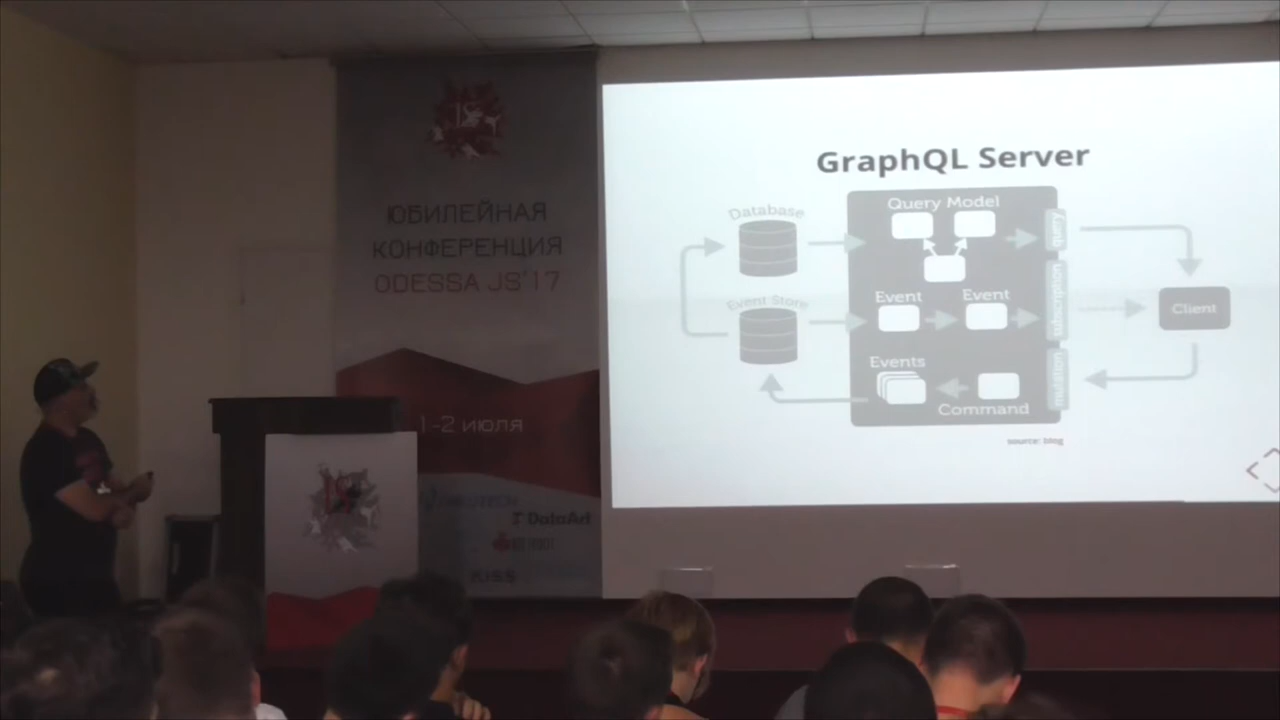 JS
ЮБИЛЕЙНАЯ
КОНФЕРЕНЦИЯ
ODESSA JS'17
1-2 июля
DataArt
KISS
GraphQL Server
Database
Event Store
Query Model
Event Event
Events
Command
query
subscription
mutation
Client
source: blog